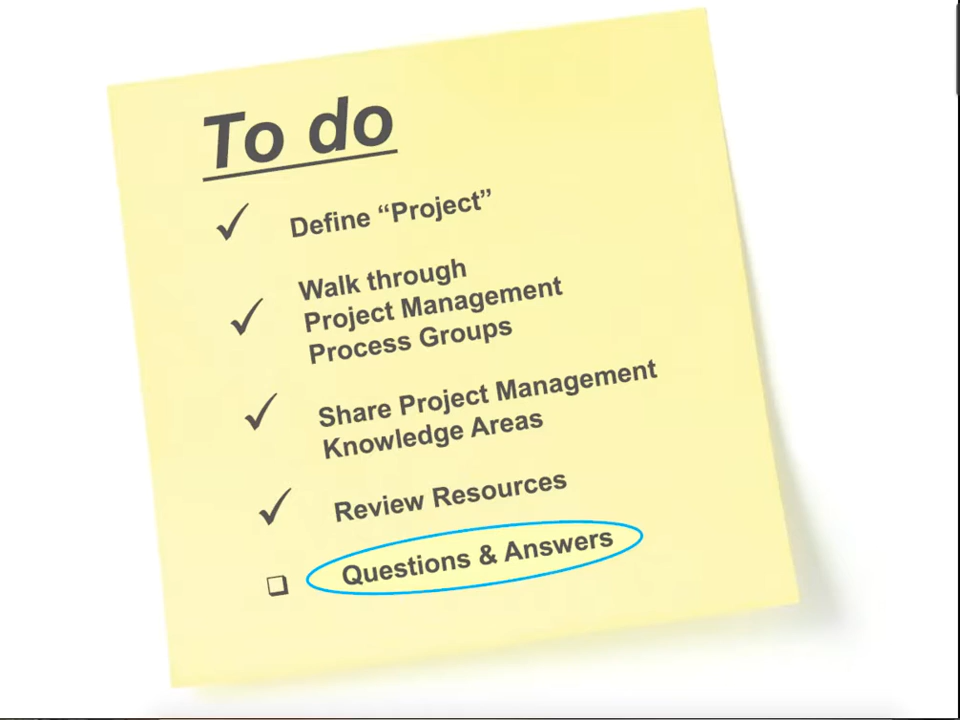 To do
✓ Define “Project”
✓ Walk through
Project Management
Process Groups
✓ Share Project Management
Knowledge Areas
✓ Review Resources
❑ Questions & Answers